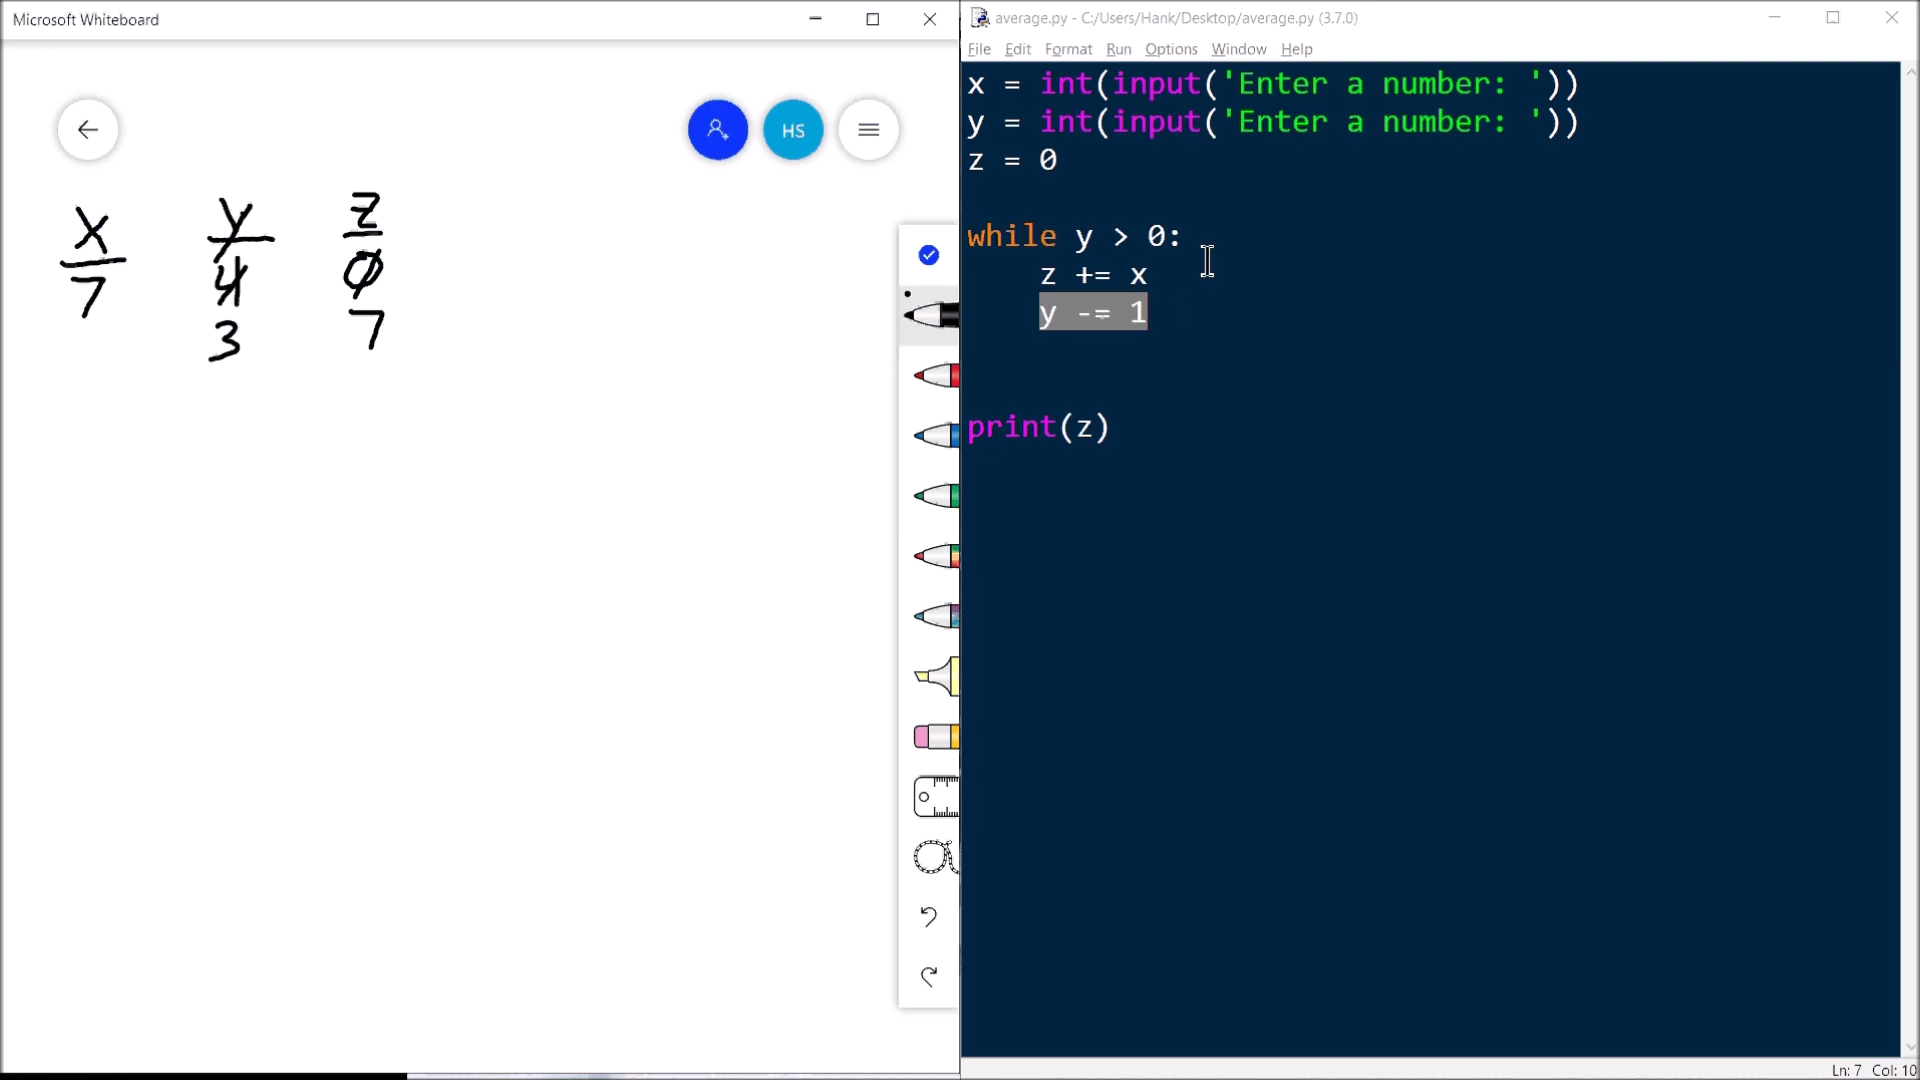 Microsoft Whiteboard
HS
x y z
7 4 0
3 7
average.py - C:/Users/Hank/Desktop/average.py (3.7.0)
File Edit Format Run Options Window Help
x = int(input('Enter a number: '))
y = int(input('Enter a number: '))
z = 0
while y > 0:
    z += x
    y -= 1
print(z)
Ln: 7 Col: 10